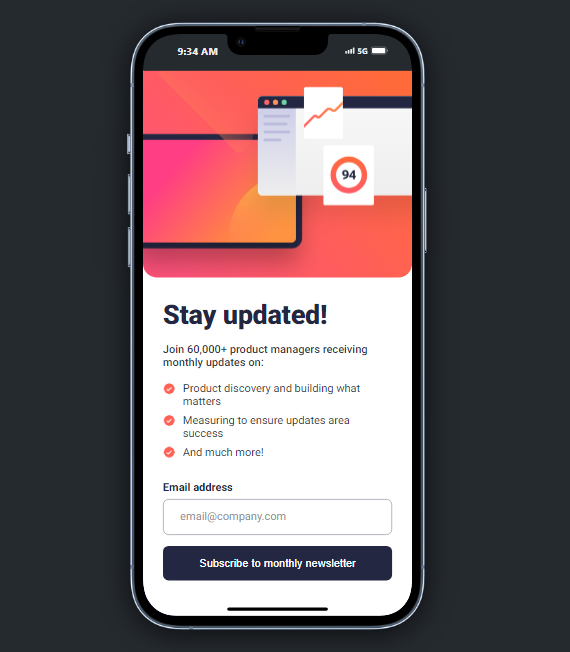 9:34 AM 5G
94
Stay updated!
Join 60,000+ product managers receiving
monthly updates on:
Product discovery and building what
matters
Measuring to ensure updates area
success
And much more!
Email address
email@company.com
Subscribe to monthly newsletter